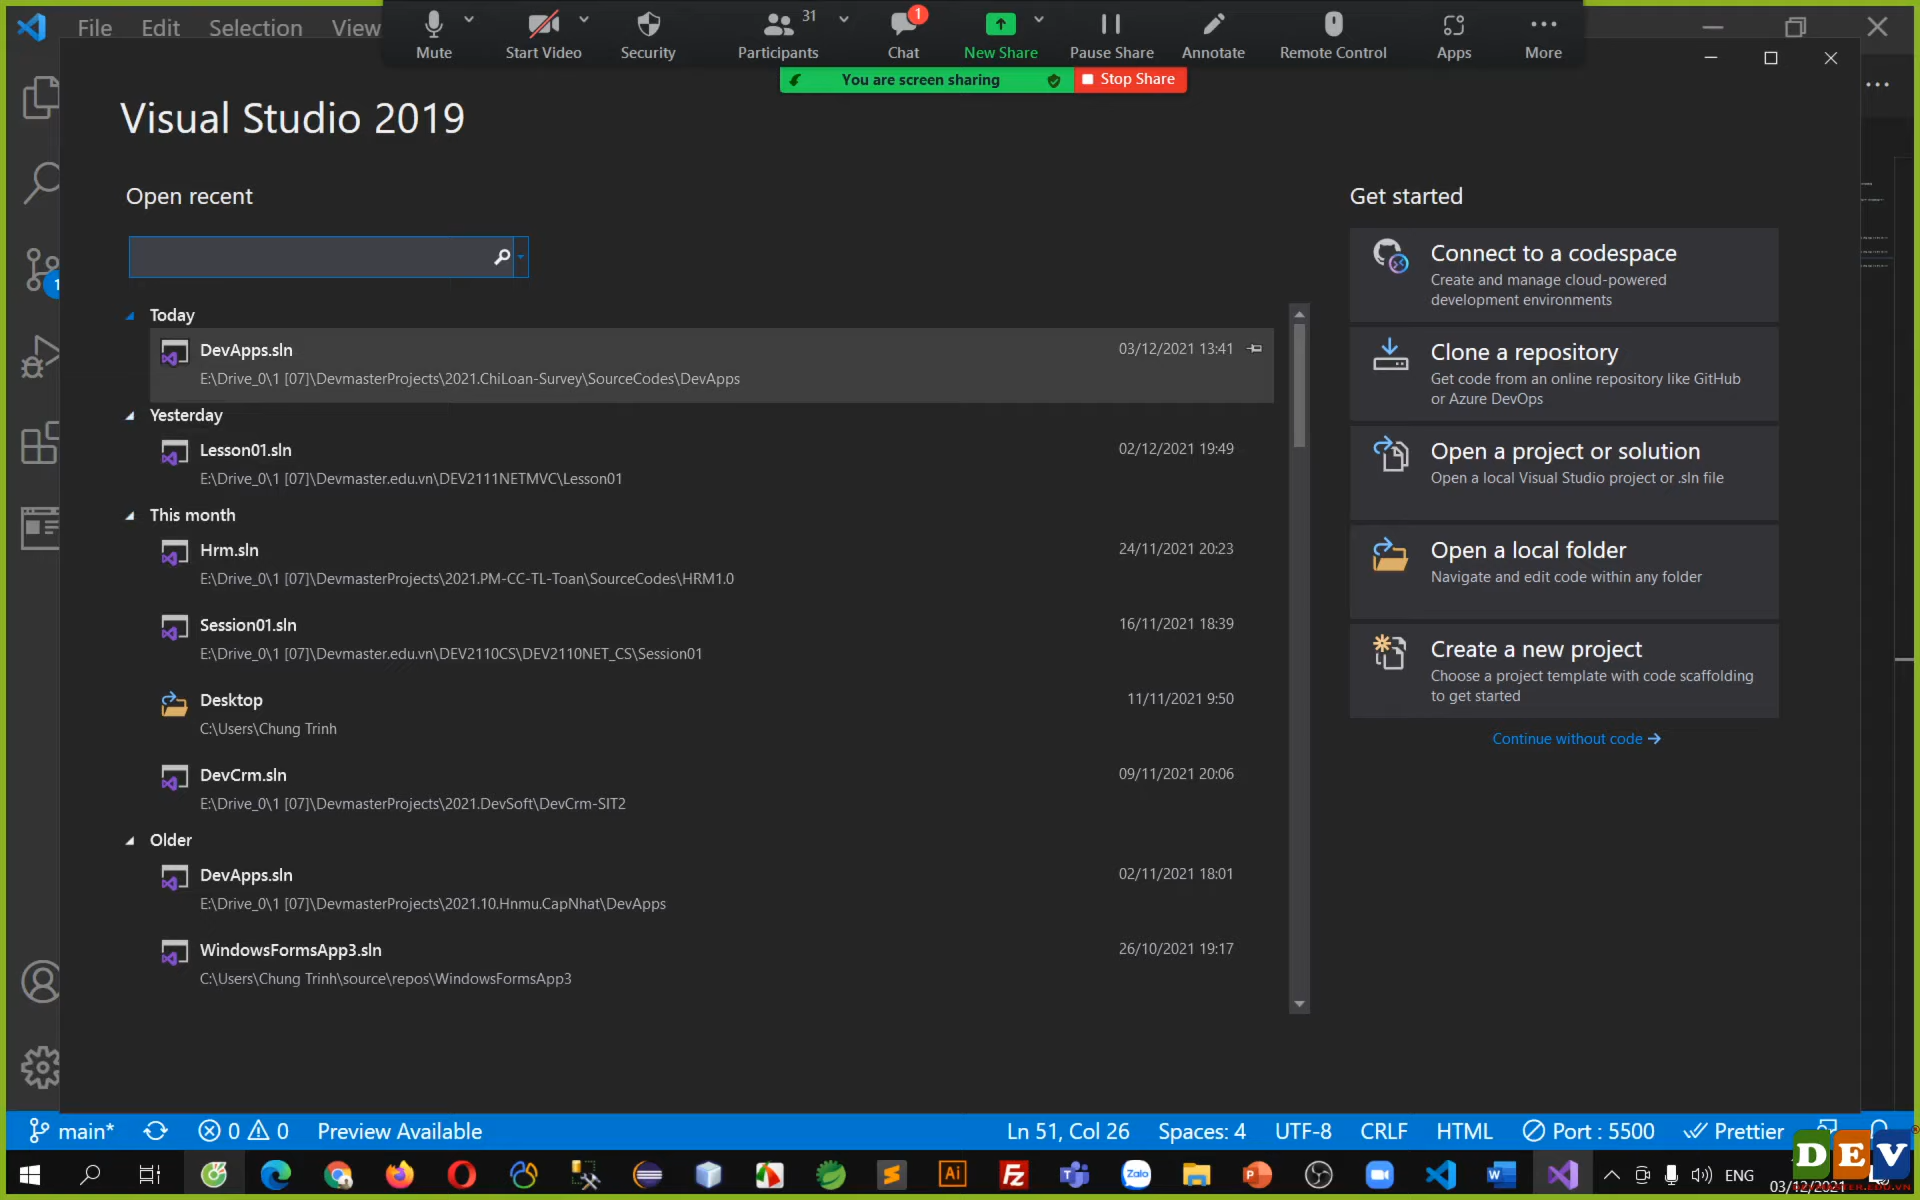 File Edit Selection View
Mute Start Video Security Participants 31 Chat 1 New Share Pause Share Annotate Remote Control Apps More
You are screen sharing Stop Share
Visual Studio 2019
Open recent
Today
DevApps.sln 03/12/2021 13:41
E:\Drive_0\1 [07]\DevmasterProjects\2021.ChiLoan-Survey\SourceCodes\DevApps
Yesterday
Lesson01.sln 02/12/2021 19:49
E:\Drive_0\1 [07]\Devmaster.edu.vn\DEV2111NETMVC\Lesson01
This month
Hrm.sln 24/11/2021 20:23
E:\Drive_0\1 [07]\DevmasterProjects\2021.PM-CC-TL-Toan\SourceCodes\HRM1.0
Session01.sln 16/11/2021 18:39
E:\Drive_0\1 [07]\Devmaster.edu.vn\DEV2110CS\DEV2110NET_CS\Session01
Desktop 11/11/2021 9:50
C:\Users\Chung Trinh
DevCrm.sln 09/11/2021 20:06
E:\Drive_0\1 [07]\DevmasterProjects\2021.DevSoft\DevCrm-SIT2
Older
DevApps.sln 02/11/2021 18:01
E:\Drive_0\1 [07]\DevmasterProjects\2021.10.Hnmu.CapNhat\DevApps
WindowsFormsApp3.sln 26/10/2021 19:17
C:\Users\Chung Trinh\source\repos\WindowsFormsApp3
Get started
Connect to a codespace
Create and manage cloud-powered
development environments
Clone a repository
Get code from an online repository like GitHub
or Azure DevOps
Open a project or solution
Open a local Visual Studio project or .sln file
Open a local folder
Navigate and edit code within any folder
Create a new project
Choose a project template with code scaffolding
to get started
Continue without code
1
main* 0 0 Preview Available Ln 51, Col 26 Spaces: 4 UTF-8 CRLF HTML Port : 5500 Prettier
Ai Fz Zalo ENG
03/12/2021
DEV
DEVMASTER.EDU.VN